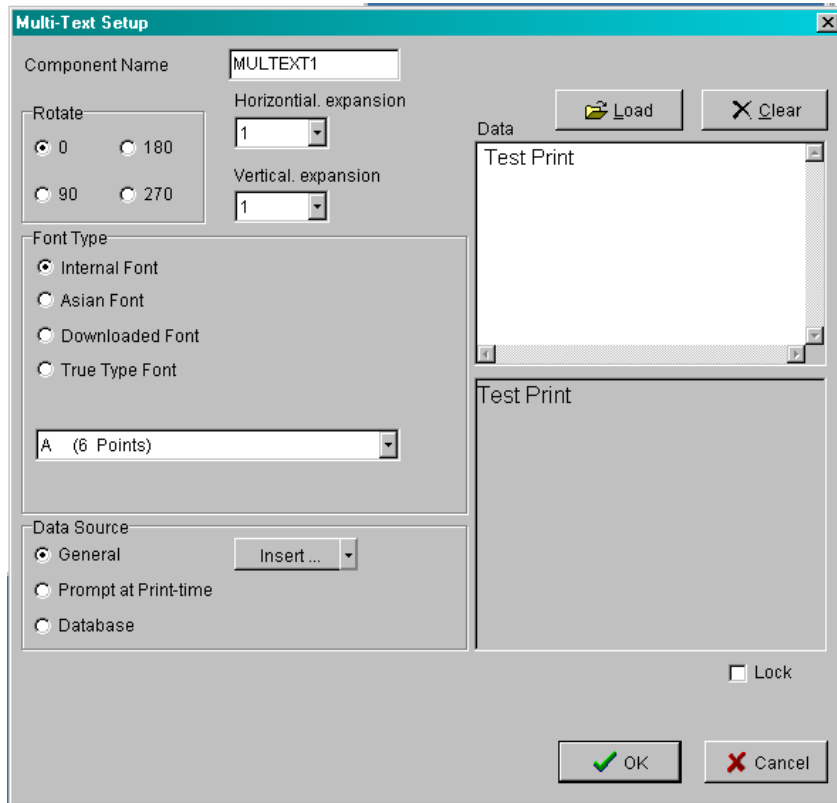 Multi-Text Setup
Component Name
MULTEXT1
Rotate
0
180
90
270
Horizontial. expansion
1
Vertical. expansion
1
Load
Clear
Data
Test Print
Font Type
Internal Font
Asian Font
Downloaded Font
True Type Font
A (6 Points)
Test Print
Data Source
General
Insert ...
Prompt at Print-time
Database
Lock
OK
Cancel